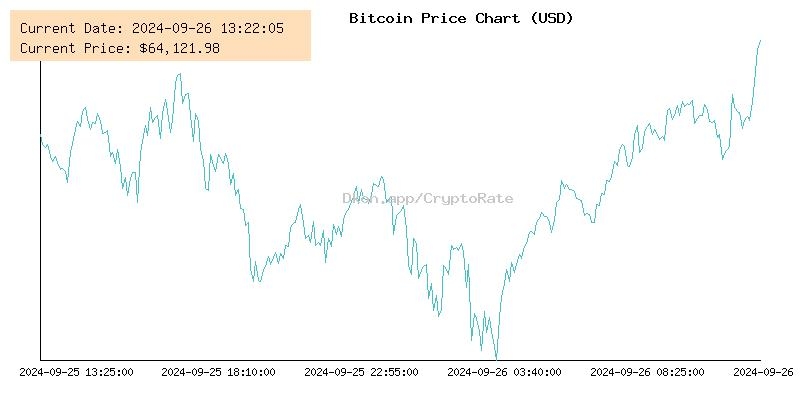 Bitcoin Price Chart (USD)
Current Date: 2024-09-26 13:22:05
Current Price: $64,121.98
/CryptoRate
2024-09-25 13:25:00
2024-09-25 18:10:00
2024-09-25 22:55:00
2024-09-26 03:40:00
2024-09-26 08:25:00
2024-09-26